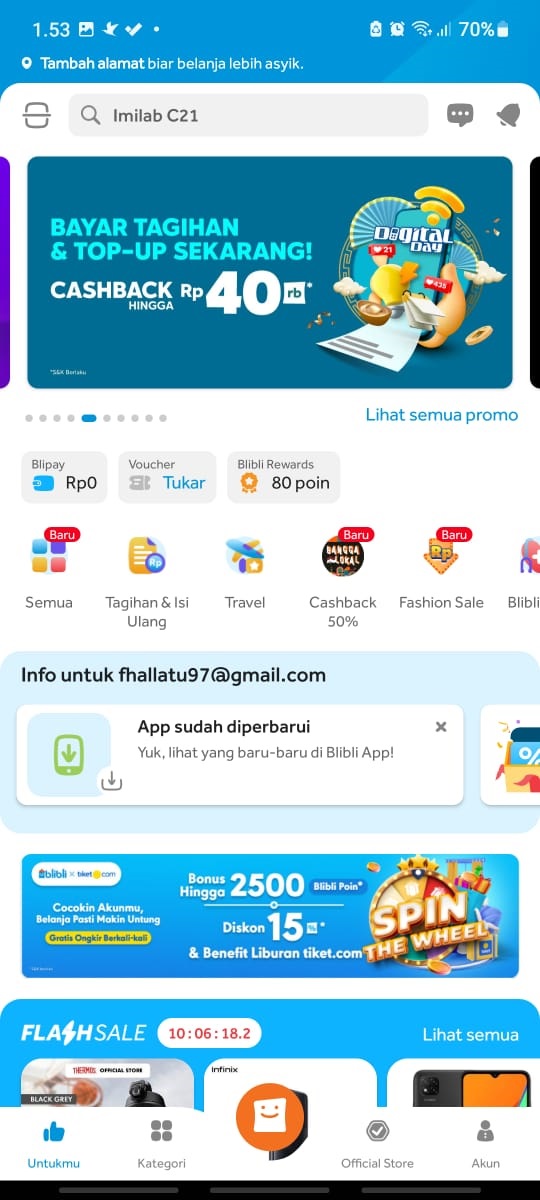 1.53
70%
Tambah alamat biar belanja lebih asyik.
Imilab C21
BAYAR TAGIHAN
& TOP-UP SEKARANG!
CASHBACK
HINGGA
Rp40rb*
Digital
Day
21
435
*S&K Berlaku
Lihat semua promo
Blipay
Rp0
Voucher
Tukar
Blibli Rewards
80 poin
Baru
Baru
Baru
Rp
BANGGA
LOKAL
Rp
Semua
Tagihan & Isi
Ulang
Travel
Cashback
50%
Fashion Sale
Blibli
Info untuk fhallatu97@gmail.com
App sudah diperbarui
Yuk, lihat yang baru-baru di Blibli App!
%
blibli x tiket.com
Cocokin Akunmu,
Belanja Pasti Makin Untung
Gratis Ongkir Berkali-kali
Bonus
Hingga 2500 Blibli Poin*
Diskon 15%*
& Benefit Liburan tiket.com
SPIN
THE WHEEL
FLASH SALE
10:06:18.2
Lihat semua
THERMOS OFFICIAL STORE
BLACK GREY
Infinix
Untukmu
Kategori
Official Store
Akun